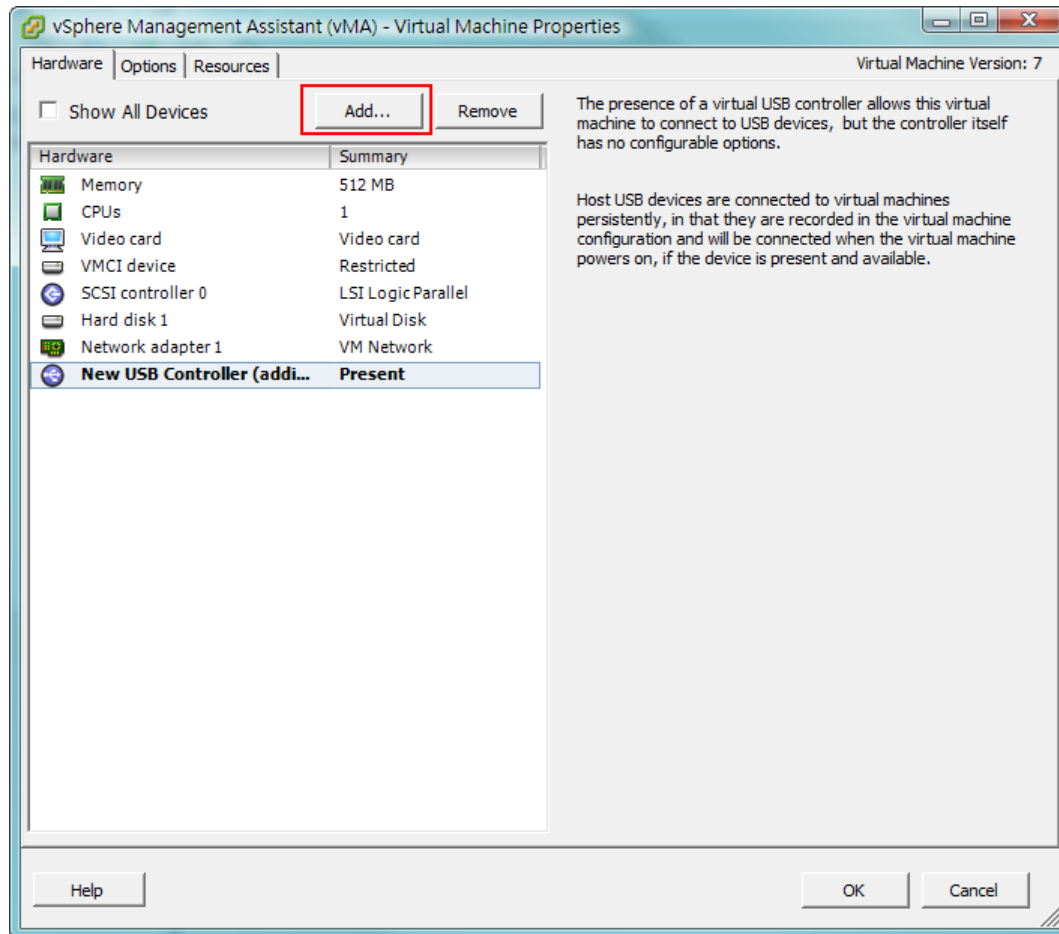 vSphere Management Assistant (vMA) - Virtual Machine Properties
Hardware Options Resources Virtual Machine Version: 7
Show All Devices Add... Remove
Hardware Summary
Memory 512 MB
CPUs 1
Video card Video card
VMCI device Restricted
SCSI controller 0 LSI Logic Parallel
Hard disk 1 Virtual Disk
Network adapter 1 VM Network
New USB Controller (addi... Present
The presence of a virtual USB controller allows this virtual
machine to connect to USB devices, but the controller itself
has no configurable options.
Host USB devices are connected to virtual machines
persistently, in that they are recorded in the virtual machine
configuration and will be connected when the virtual machine
powers on, if the device is present and available.
Help OK Cancel